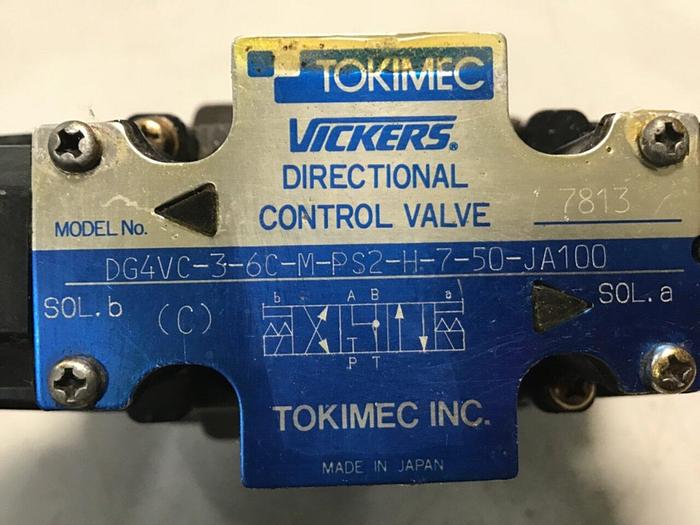 TOKIMEC
VICKERS®
DIRECTIONAL
CONTROL VALVE
7813
MODEL No.
DG4VC-3-6C-M-PS2-H-7-50-JA100
SOL.b
(C)
b A B a
T
P T
SOL.a
TOKIMEC INC.
MADE IN JAPAN